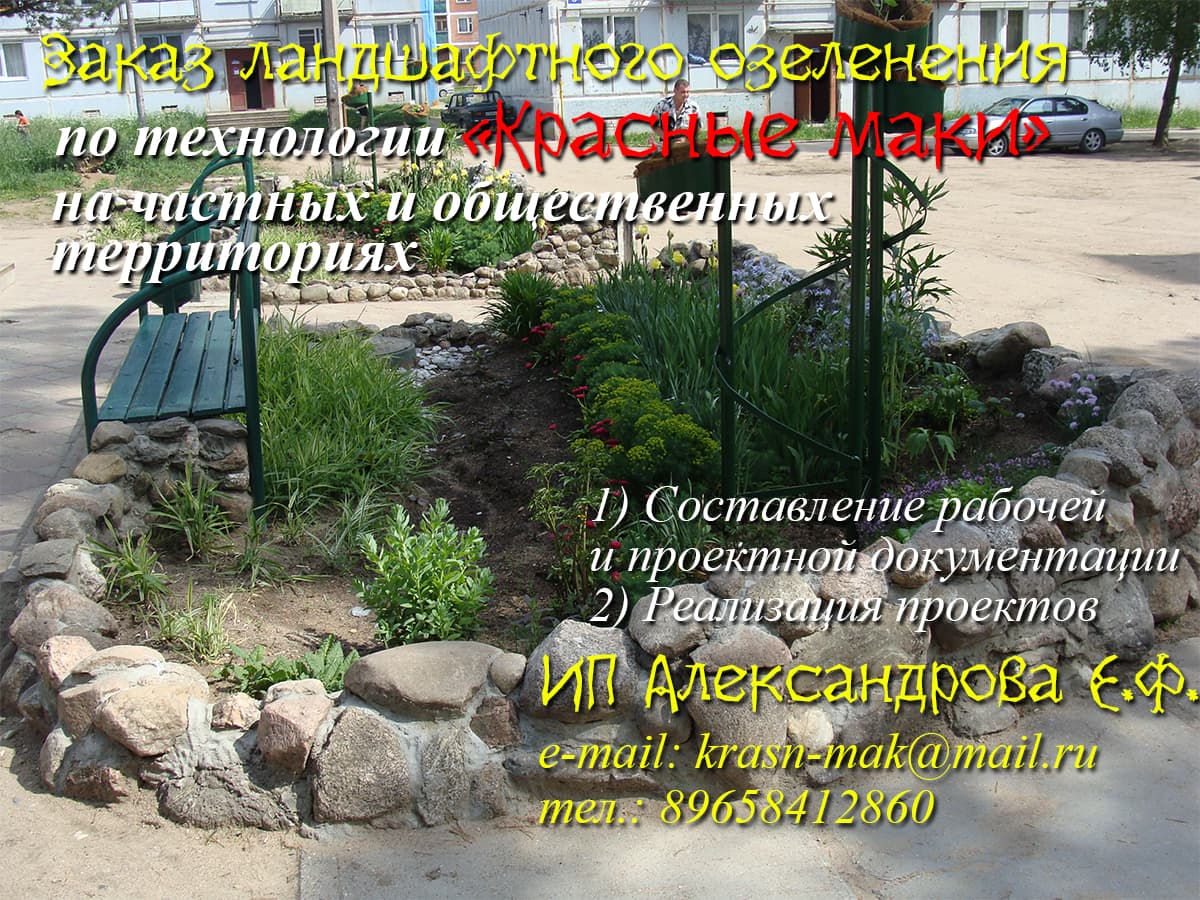 Заказ ландшафтного озеленения
по технологии «Красные маки»
на частных и общественных
территориях
1) Составление рабочей
и проектной документации
2) Реализация проектов
ИП Александрова Е.Ф.
e-mail: krasn-mak@mail.ru
тел.: 89658412860